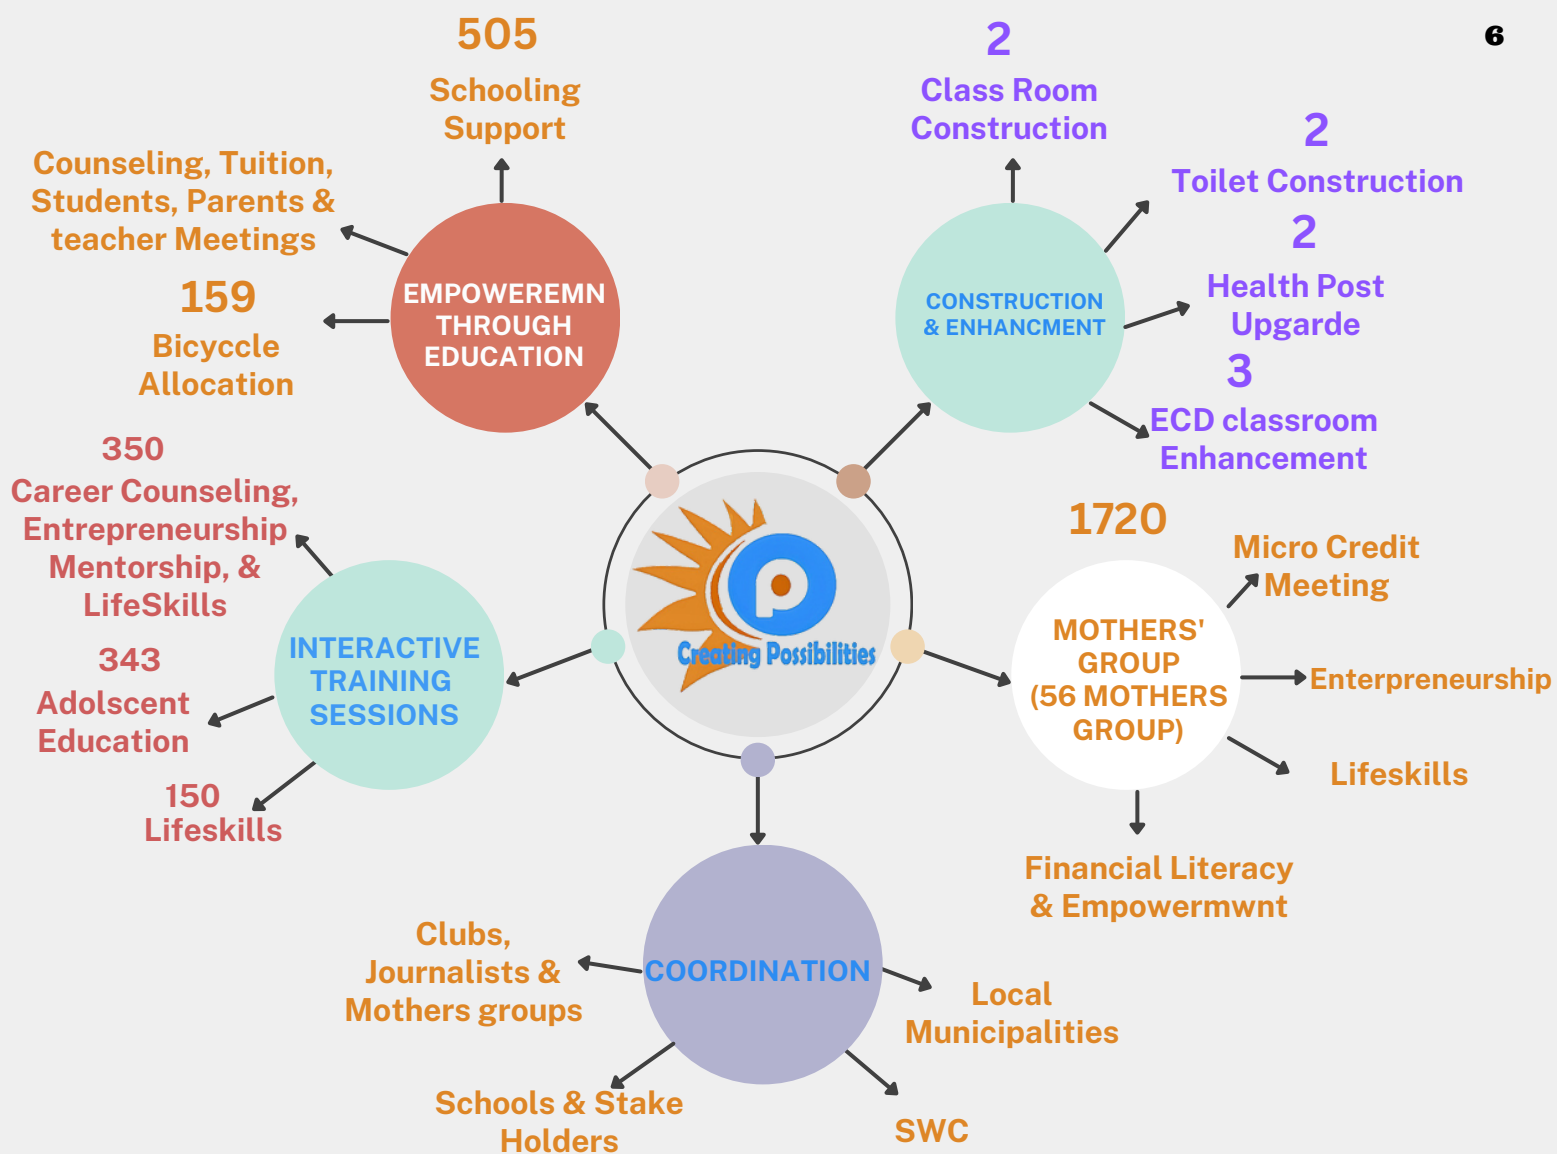 6
505
Schooling
Support
Counseling, Tuition,
Students, Parents &
teacher Meetings
159
Bicyccle
Allocation
EMPOWEREMN
THROUGH
EDUCATION
2
Class Room
Construction
2
Toilet Construction
2
Health Post
Upgarde
3
ECD classroom
Enhancement
CONSTRUCTION
& ENHANCMENT
350
Career Counseling,
Entrepreneurship
Mentorship, &
LifeSkills
343
Adolscent
Education
150
Lifeskills
INTERACTIVE
TRAINING
SESSIONS
Creating Possibilities
1720
Micro Credit
Meeting
Enterpreneurship
Lifeskills
Financial Literacy
& Empowermwnt
MOTHERS'
GROUP
(56 MOTHERS
GROUP)
COORDINATION
Clubs,
Journalists &
Mothers groups
Schools & Stake
Holders
Local
Municipalities
SWC